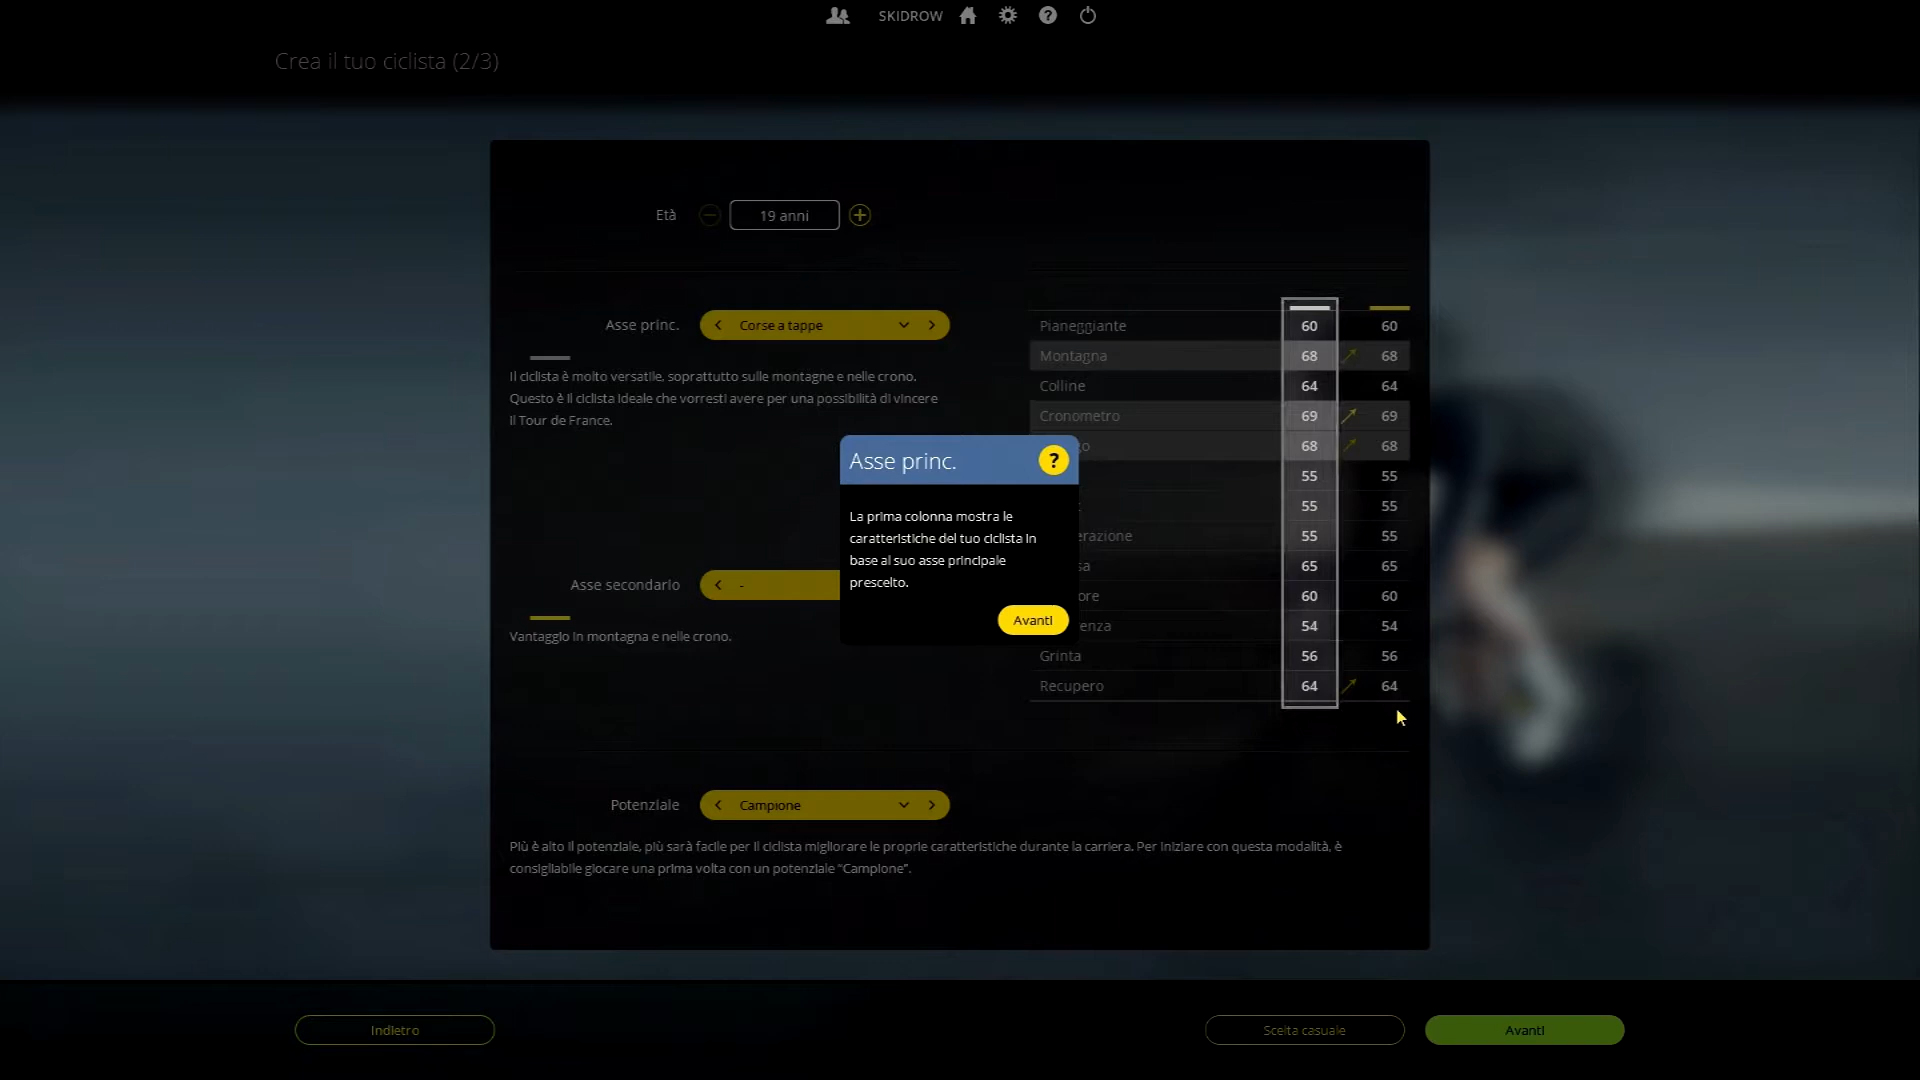 SKIDROW
Crea il tuo ciclista (2/3)
Età
19 anni
Asse princ.
Corse a tappe
Il ciclista è molto versatile, soprattutto sulle montagne e nelle crono.
Questo è il ciclista ideale che vorresti avere per una possibilità di vincere
il Tour de France.
Asse secondario
-
Vantaggio in montagna e nelle crono.
Pianeggiante 60 60
Montagna 68 68
Colline 64 64
Cronometro 69 69
go 68 68
55 55
55 55
erazione 55 55
sa 65 65
ore 60 60
enza 54 54
Grinta 56 56
Recupero 64 64
Asse princ.
?
La prima colonna mostra le
caratteristiche del tuo ciclista in
base al suo asse principale
prescelto.
Avanti
Potenziale
Campione
Più è alto il potenziale, più sarà facile per il ciclista migliorare le proprie caratteristiche durante la carriera. Per iniziare con questa modalità, è
consigliabile giocare una prima volta con un potenziale “Campione”.
Indietro
Scelta casuale
Avanti